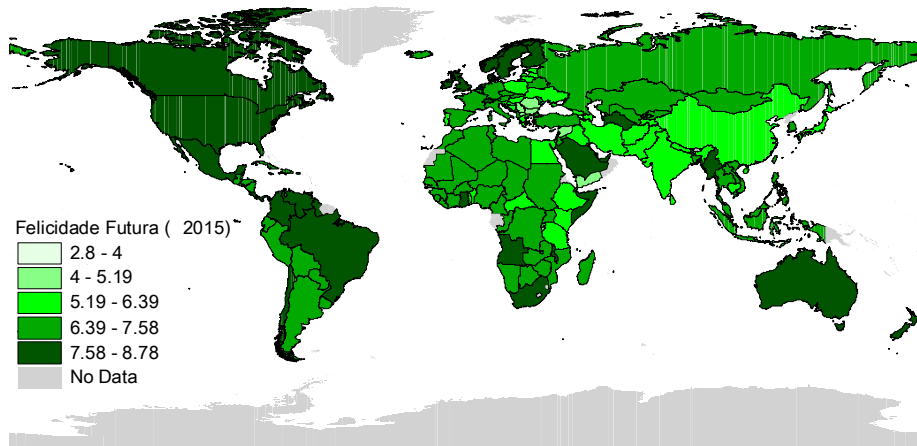 Felicidade Futura ( 2015)~
2.8 - 4
4 - 5.19
5.19 - 6.39
6.39 - 7.58
7.58 - 8.78
No Data